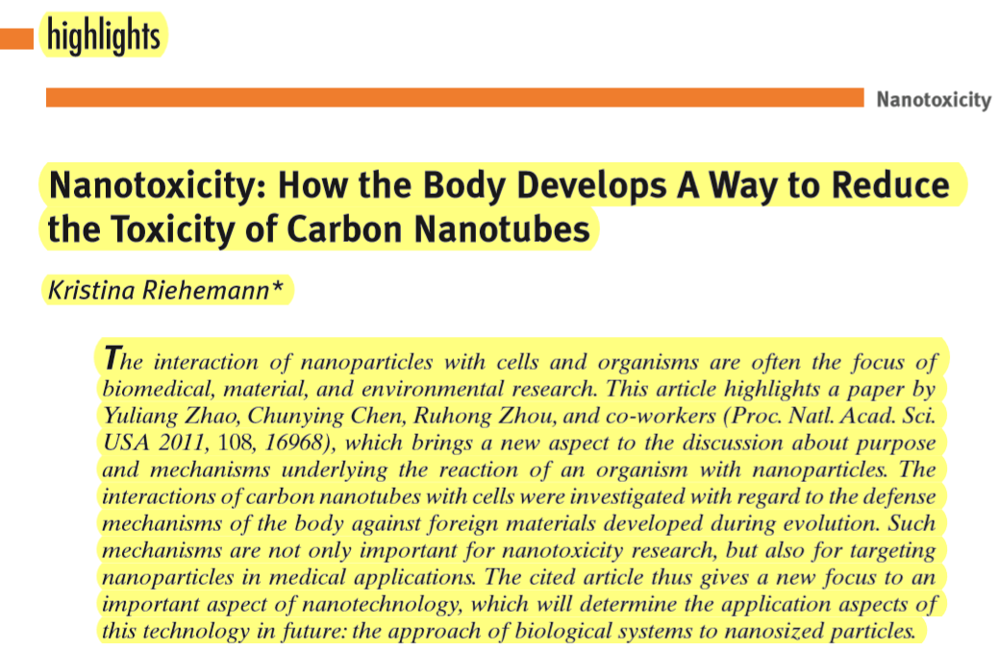 highlights
Nanotoxicity
Nanotoxicity: How the Body Develops A Way to Reduce
the Toxicity of Carbon Nanotubes
Kristina Riehemann*
The interaction of nanoparticles with cells and organisms are often the focus of
biomedical, material, and environmental research. This article highlights a paper by
Yuliang Zhao, Chunying Chen, Ruhong Zhou, and co-workers (Proc. Natl. Acad. Sci.
USA 2011, 108, 16968), which brings a new aspect to the discussion about purpose
and mechanisms underlying the reaction of an organism with nanoparticles. The
interactions of carbon nanotubes with cells were investigated with regard to the defense
mechanisms of the body against foreign materials developed during evolution. Such
mechanisms are not only important for nanotoxicity research, but also for targeting
nanoparticles in medical applications. The cited article thus gives a new focus to an
important aspect of nanotechnology, which will determine the application aspects of
this technology in future: the approach of biological systems to nanosized particles.